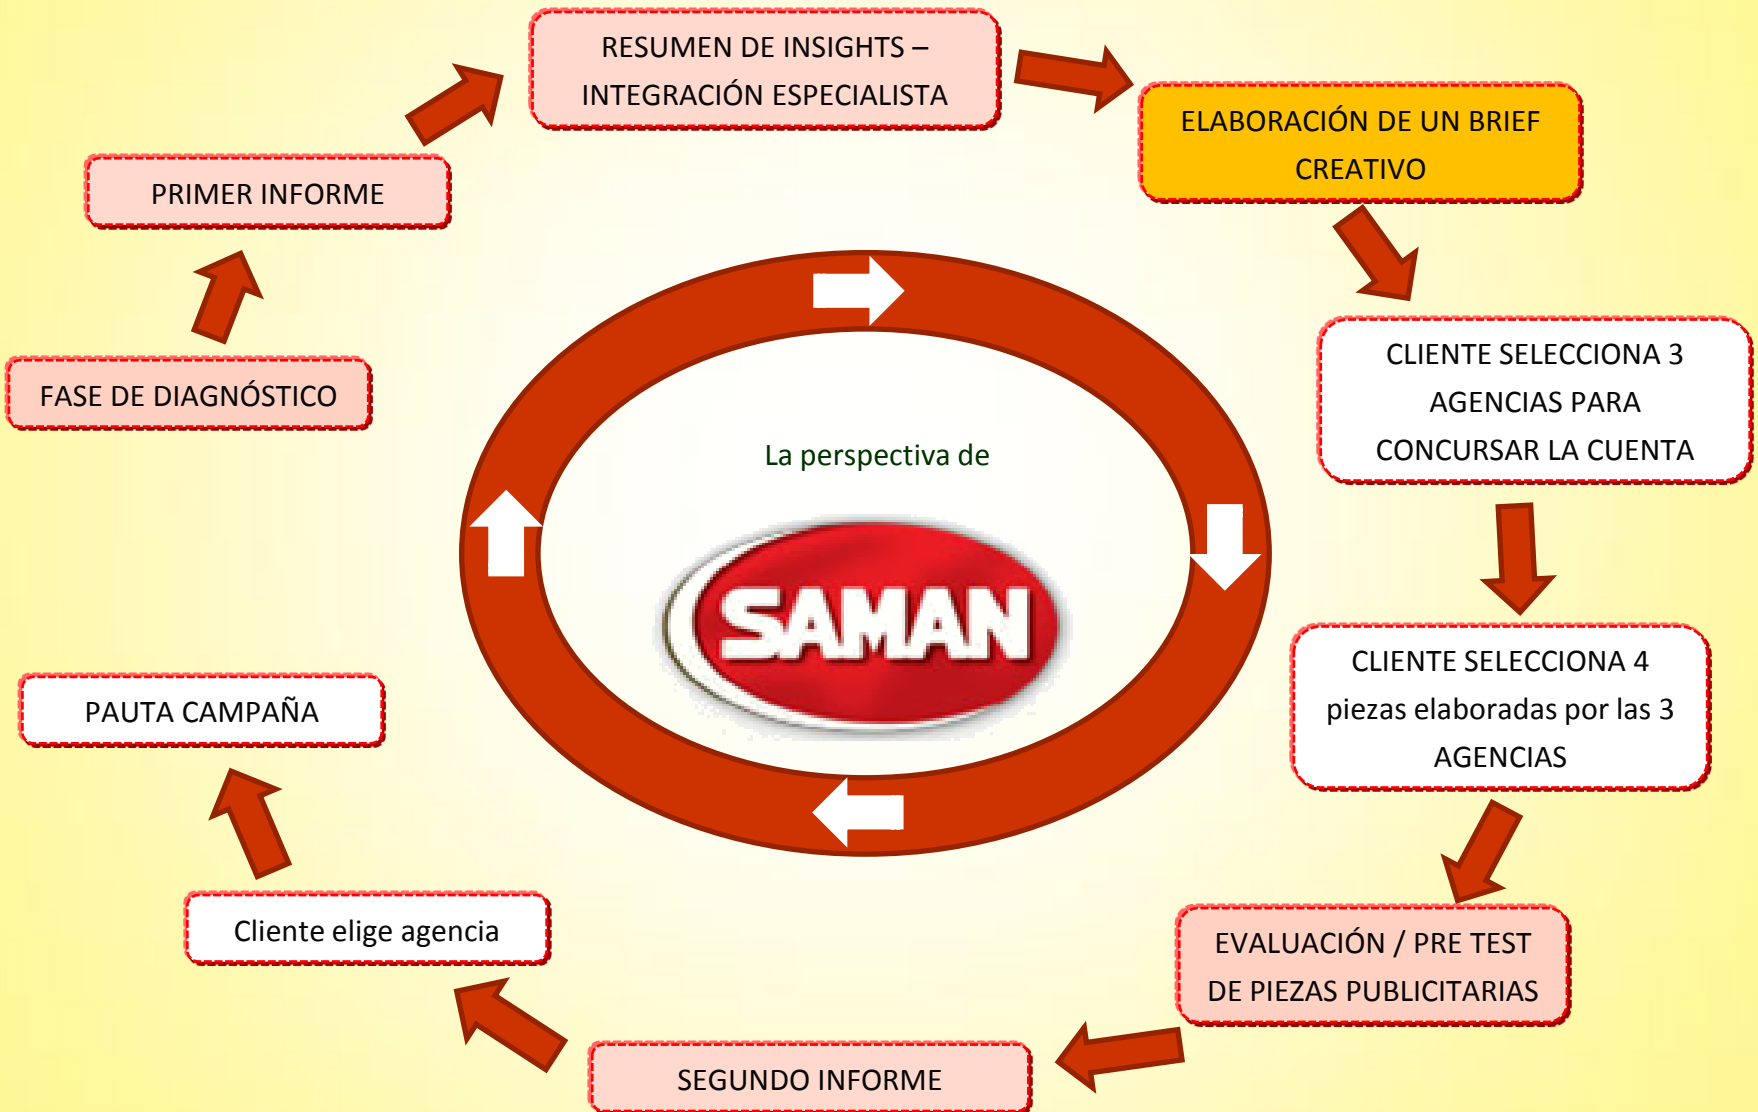 RESUMEN DE INSIGHTS –
INTEGRACIÓN ESPECIALISTA
ELABORACIÓN DE UN BRIEF
CREATIVO
PRIMER INFORME
FASE DE DIAGNÓSTICO
CLIENTE SELECCIONA 3
AGENCIAS PARA
CONCURSAR LA CUENTA
La perspectiva de
SAMAN
CLIENTE SELECCIONA 4
piezas elaboradas por las 3
AGENCIAS
PAUTA CAMPAÑA
Cliente elige agencia
EVALUACIÓN / PRE TEST
DE PIEZAS PUBLICITARIAS
SEGUNDO INFORME